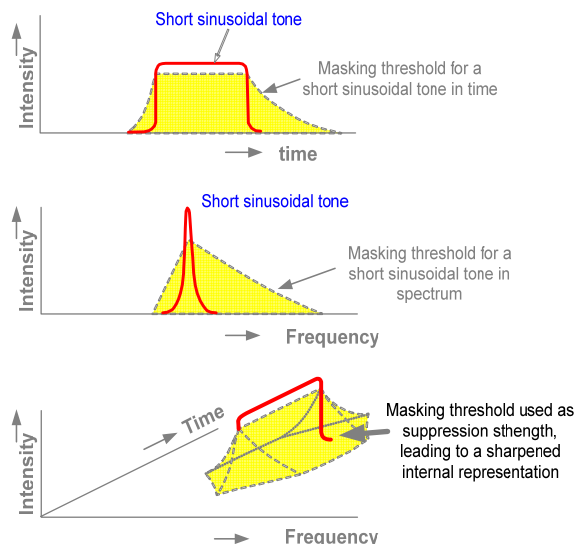 Short sinusoidal tone
Intensity
Masking threshold for a
short sinusoidal tone in time
time
Short sinusoidal tone
Intensity
Masking threshold for a
short sinusoidal tone in
spectrum
Frequency
Intensity
Time
Masking threshold used as
suppression sthength,
leading to a sharpened
internal representation
Frequency